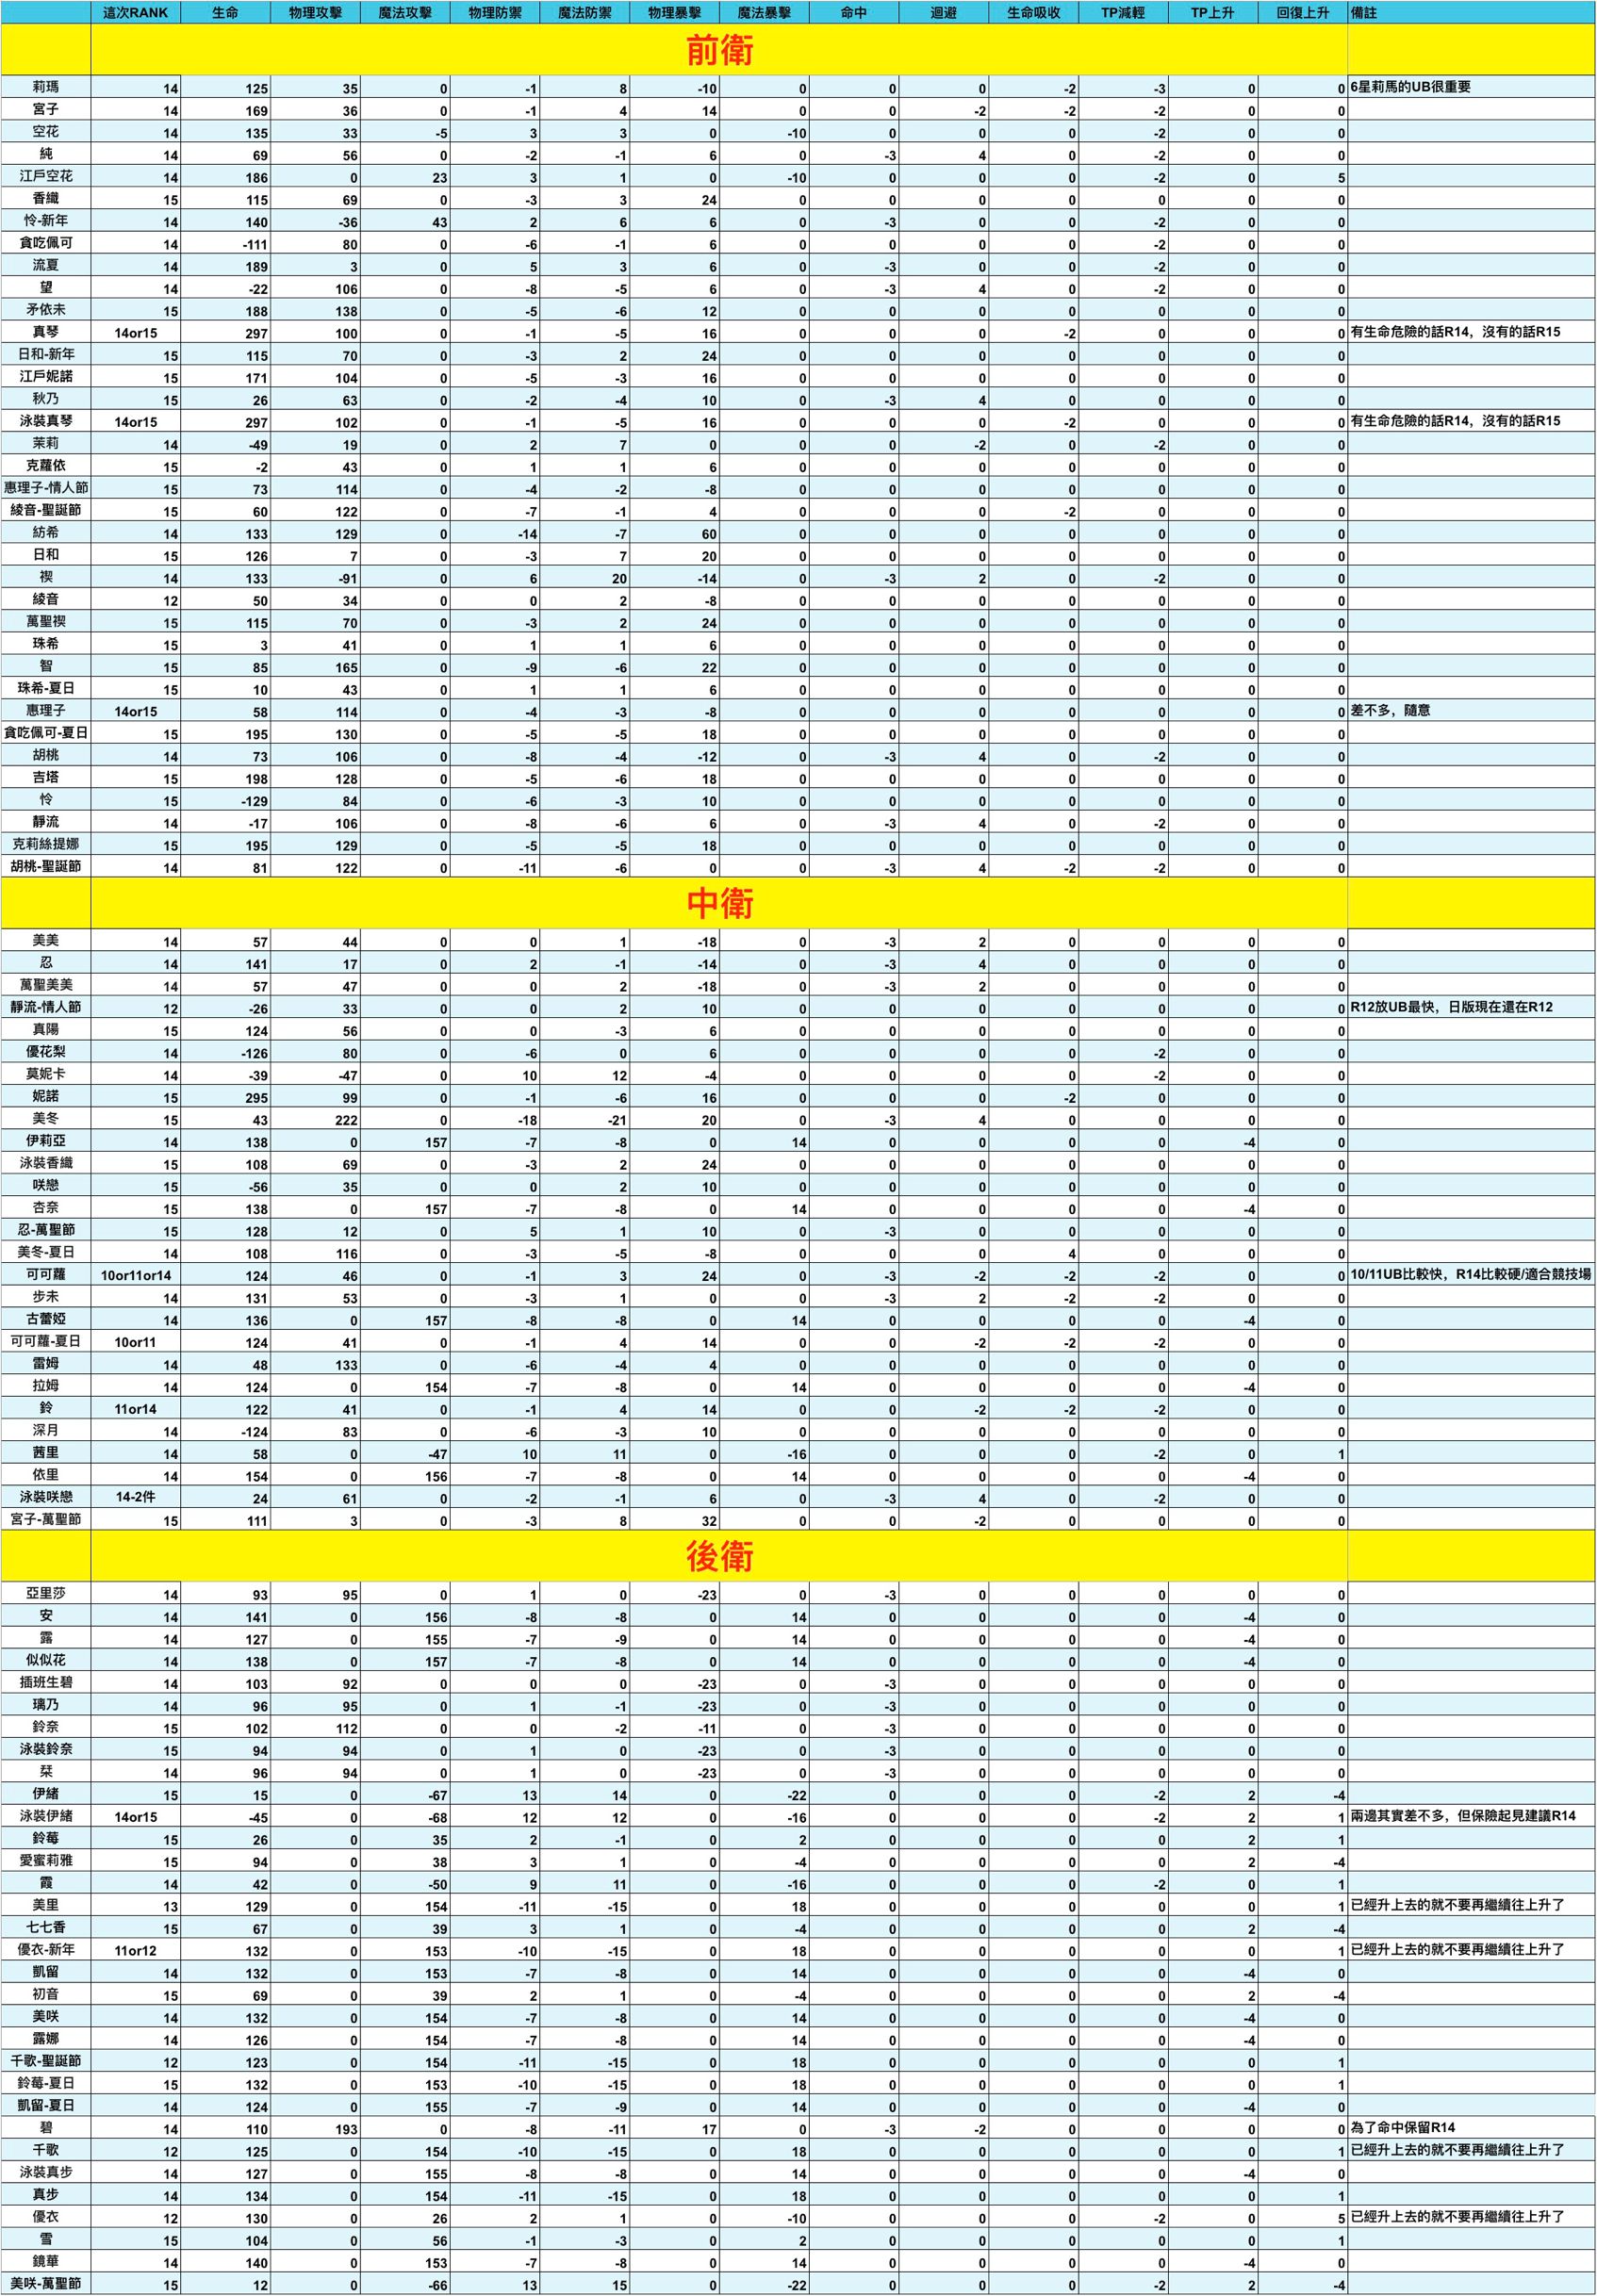 這次RANK 生命 物理攻擊 魔法攻擊 物理防禦 魔法防禦 物理暴擊 魔法暴擊 命中 迴避 生命吸收 TP減輕 TP上升 回復上升 備註
前衛
莉瑪 14 125 35 0 -1 8 -10 0 0 0 -2 -3 0 0 6星莉馬的UB很重要
宮子 14 169 36 0 -1 4 14 0 0 -2 -2 -2 0 0
空花 14 135 33 -5 3 3 0 -10 0 0 0 -2 0 0
純 14 69 56 0 -2 -1 6 0 -3 4 0 -2 0 0
江戶空花 14 186 0 23 3 1 0 -10 0 0 0 -2 0 5
香織 15 115 69 0 -3 3 24 0 0 0 0 0 0 0
怜-新年 14 140 -36 43 2 6 6 0 -3 0 0 -2 0 0
貪吃佩可 14 -111 80 0 -6 -1 6 0 0 0 0 -2 0 0
流夏 14 189 3 0 5 3 6 0 -3 0 0 -2 0 0
望 14 -22 106 0 -8 -5 6 0 -3 4 0 -2 0 0
矛依未 15 188 138 0 -5 -6 12 0 0 0 0 0 0 0
真琴 14or15 297 100 0 -1 -5 16 0 0 0 -2 0 0 0 有生命危險的話R14，沒有的話R15
日和-新年 15 115 70 0 -3 2 24 0 0 0 0 0 0 0
江戶妮諾 15 171 104 0 -5 -3 16 0 0 0 0 0 0 0
秋乃 15 26 63 0 -2 -4 10 0 -3 4 0 0 0 0
泳裝真琴 14or15 297 102 0 -1 -5 16 0 0 0 -2 0 0 0 有生命危險的話R14，沒有的話R15
茉莉 14 -49 19 0 2 7 0 0 0 -2 0 -2 0 0
克蘿依 15 -2 43 0 1 1 6 0 0 0 0 0 0 0
惠理子-情人節 15 73 114 0 -4 -2 -8 0 0 0 0 0 0 0
綾音-聖誕節 15 60 122 0 -7 -1 4 0 0 0 -2 0 0 0
紡希 14 133 129 0 -14 -7 60 0 0 0 0 0 0 0
日和 15 126 7 0 -3 7 20 0 0 0 0 0 0 0
禊 14 133 -91 0 6 20 -14 0 -3 2 0 -2 0 0
綾音 12 50 34 0 0 2 -8 0 0 0 0 0 0 0
萬聖禊 15 115 70 0 -3 2 24 0 0 0 0 0 0 0
珠希 15 3 41 0 1 1 6 0 0 0 0 0 0 0
智 15 85 165 0 -9 -6 22 0 0 0 0 0 0 0
珠希-夏日 15 10 43 0 1 1 6 0 0 0 0 0 0 0
惠理子 14or15 58 114 0 -4 -3 -8 0 0 0 0 0 0 0 差不多，隨意
貪吃佩可-夏日 15 195 130 0 -5 -5 18 0 0 0 0 0 0 0
胡桃 14 73 106 0 -8 -4 -12 0 -3 4 0 -2 0 0
吉塔 15 198 128 0 -5 -6 18 0 0 0 0 0 0 0
怜 15 -129 84 0 -6 -3 10 0 0 0 0 0 0 0
靜流 14 -17 106 0 -8 -6 6 0 -3 4 0 -2 0 0
克莉絲提娜 15 195 129 0 -5 -5 18 0 0 0 0 0 0 0
胡桃-聖誕節 14 81 122 0 -11 -6 0 0 -3 4 -2 -2 0 0
中衛
美美 14 57 44 0 0 1 -18 0 -3 2 0 0 0 0
忍 14 141 17 0 2 -1 -14 0 -3 4 0 0 0 0
萬聖美美 14 57 47 0 0 2 -18 0 -3 2 0 0 0 0
靜流-情人節 12 -26 33 0 0 2 10 0 0 0 0 0 0 0 R12放UB最快，日版現在還在R12
真陽 15 124 56 0 0 -3 6 0 0 0 0 0 0 0
優花梨 14 -126 80 0 -6 0 6 0 0 0 0 -2 0 0
莫妮卡 14 -39 -47 0 10 12 -4 0 0 0 0 -2 0 0
妮諾 15 295 99 0 -1 -6 16 0 0 0 -2 0 0 0
美冬 15 43 222 0 -18 -21 20 0 -3 4 0 0 0 0
伊莉亞 14 138 0 157 -7 -8 0 14 0 0 0 0 -4 0
泳裝香織 15 108 69 0 -3 2 24 0 0 0 0 0 0 0
咲戀 15 -56 35 0 0 2 10 0 0 0 0 0 0 0
杏奈 15 138 0 157 -7 -8 0 14 0 0 0 0 -4 0
忍-萬聖節 15 128 12 0 5 1 10 0 -3 0 0 0 0 0
美冬-夏日 14 108 116 0 -3 -5 -8 0 0 0 4 0 0 0
可可蘿 10or11or14 124 46 0 -1 3 24 0 -3 -2 -2 -2 0 0 10/11UB比較快，R14比較硬/適合競技場
步未 14 131 53 0 -3 1 0 0 -3 2 -2 -2 0 0
古蕾婭 14 136 0 157 -8 -8 0 14 0 0 0 0 -4 0
可可蘿-夏日 10or11 124 41 0 -1 4 14 0 0 -2 -2 -2 0 0
雷姆 14 48 133 0 -6 -4 4 0 0 0 0 0 0 0
拉姆 14 124 0 154 -7 -8 0 14 0 0 0 0 -4 0
鈴 11or14 122 41 0 -1 4 14 0 0 -2 -2 -2 0 0
深月 14 -124 83 0 -6 -3 10 0 0 0 0 0 0 0
茜里 14 58 0 -47 10 11 0 -16 0 0 0 -2 0 1
依里 14 154 0 156 -7 -8 0 14 0 0 0 0 -4 0
泳裝咲戀 14-2件 24 61 0 -2 -1 6 0 -3 4 0 -2 0 0
宮子-萬聖節 15 111 3 0 -3 8 32 0 0 -2 0 0 0 0
後衛
亞里莎 14 93 95 0 1 0 -23 0 -3 0 0 0 0 0
安 14 141 0 156 -8 -8 0 14 0 0 0 0 -4 0
露 14 127 0 155 -7 -9 0 14 0 0 0 0 -4 0
似似花 14 138 0 157 -7 -8 0 14 0 0 0 0 -4 0
插班生碧 14 103 92 0 0 0 -23 0 -3 0 0 0 0 0
璃乃 14 96 95 0 1 -1 -23 0 -3 0 0 0 0 0
鈴奈 15 102 112 0 0 -2 -11 0 -3 0 0 0 0 0
泳裝鈴奈 15 94 94 0 1 0 -23 0 -3 0 0 0 0 0
栞 14 96 94 0 1 0 -23 0 -3 0 0 0 0 0
伊緒 15 15 0 -67 13 14 0 -22 0 0 0 -2 2 -4
泳裝伊緒 14or15 -45 0 -68 12 12 0 -16 0 0 0 -2 2 1 兩邊其實差不多，但保險起見建議R14
鈴莓 15 26 0 35 2 -1 0 2 0 0 0 0 2 1
愛蜜莉雅 15 94 0 38 3 1 0 -4 0 0 0 0 2 -4
霞 14 42 0 -50 9 11 0 -16 0 0 0 -2 0 1
美里 13 129 0 154 -11 -15 0 18 0 0 0 0 0 1 已經升上去的就不要再繼續往上升了
七七香 15 67 0 39 3 1 0 -4 0 0 0 0 2 -4
優衣-新年 11or12 132 0 153 -10 -15 0 18 0 0 0 0 0 1 已經升上去的就不要再繼續往上升了
凱留 14 132 0 153 -7 -8 0 14 0 0 0 0 -4 0
初音 15 69 0 39 2 1 0 -4 0 0 0 0 2 -4
美咲 14 132 0 154 -7 -8 0 14 0 0 0 0 -4 0
露娜 14 126 0 154 -7 -8 0 14 0 0 0 0 -4 0
千歌-聖誕節 12 123 0 154 -11 -15 0 18 0 0 0 0 0 1
鈴莓-夏日 15 132 0 153 -10 -15 0 18 0 0 0 0 0 1
凱留-夏日 14 124 0 155 -7 -9 0 14 0 0 0 0 -4 0
碧 14 110 193 0 -8 -11 17 0 -3 -2 0 0 0 0 為了命中保留R14
千歌 12 125 0 154 -10 -15 0 18 0 0 0 0 0 1 已經升上去的就不要再繼續往上升了
泳裝真步 14 127 0 155 -8 -8 0 14 0 0 0 0 -4 0
真步 14 134 0 154 -11 -15 0 18 0 0 0 0 0 1
優衣 12 130 0 26 2 1 0 -10 0 0 0 -2 0 5 已經升上去的就不要再繼續往上升了
雪 15 104 0 56 -1 -3 0 2 0 0 0 0 0 1
鏡華 14 140 0 153 -7 -8 0 14 0 0 0 0 -4 0
美咲-萬聖節 15 12 0 -66 13 15 0 -22 0 0 0 -2 2 -4